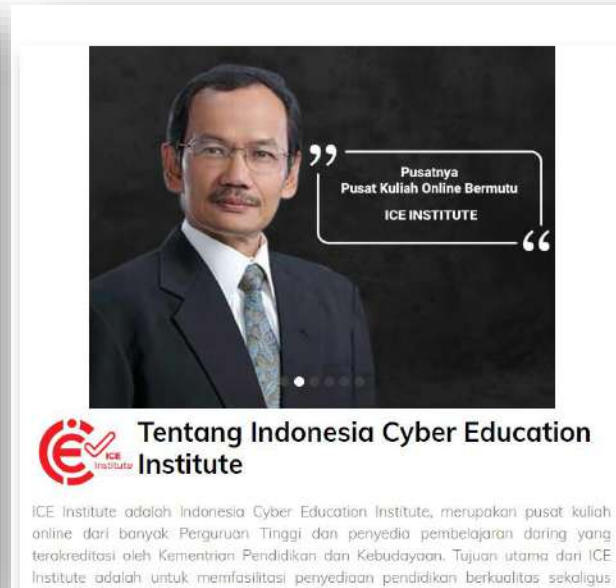 ”
Pusatnya
Pusat Kuliah Online Bermutu
ICE INSTITUTE
“
ICE
Institute
Tentang Indonesia Cyber Education
Institute
ICE Institute adalah Indonesia Cyber Education Institute, merupakan pusat kuliah
online dari banyak Perguruan Tinggi dan penyedia pembelajaran daring yang
terakreditasi oleh Kementrian Pendidikan dan Kebudayaan. Tujuan utama dari ICE
Institute adalah untuk memfasilitasi penyediaan pendidikan berkualitas sekaligus